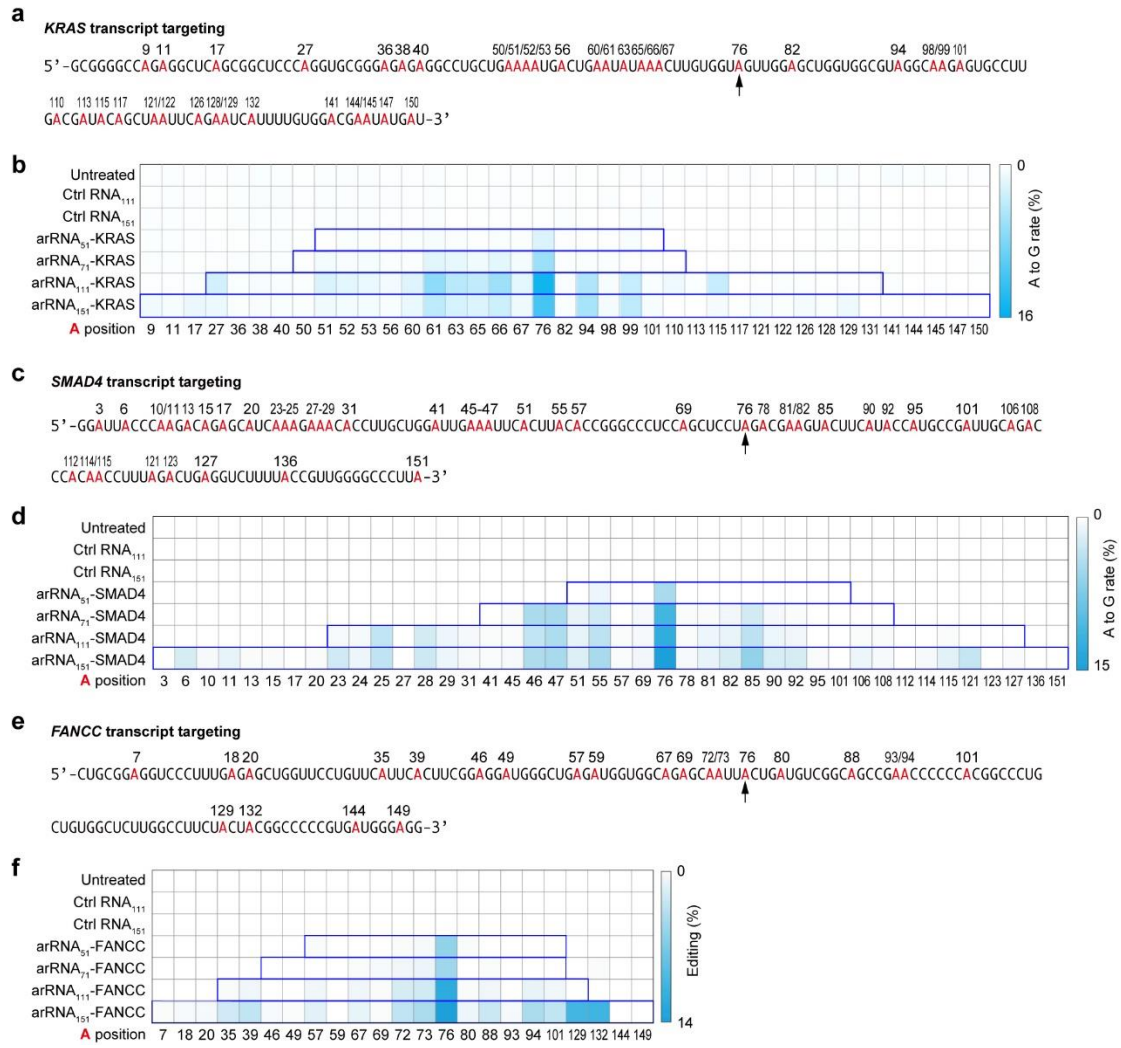 a
KRAS transcript targeting
9 11 17 27 36 38 40 50/51/52/53 56 60/61 63 65/66/67 76 82 94 98/99 101
5’-GCGGGGCCAGAGGCUCAGCGGCUCCCAGGUGCGGGAGAGAGGCCUGCUGAAAAUGACUGAAUAUAAACUUGUGGUAGUUGGAGCUGGUGGCGUAGGCAAGAGUGCCUU
110 113 115 117 121/122 126 128/129 132 141 144/145 147 150
GACGAUACAGCUAAUUCAGAAUCAUUUUGUGGACGAAUAUGAU-3’
b
Untreated
Ctrl RNA111
Ctrl RNA151
arRNA51-KRAS
arRNA71-KRAS
arRNA111-KRAS
arRNA151-KRAS
A position 9 11 17 27 36 38 40 50 51 52 53 56 60 61 63 65 66 67 76 82 94 98 99 101 110 113 115 117 121 122 126 128 129 131 141 144 145 147 150
0
A to G rate (%)
16
c
SMAD4 transcript targeting
3 6 10/11 13 15 17 20 23-25 27-29 31 41 45-47 51 55 57 69 76 78 81/82 85 90 92 95 101 106 108
5’-GGAUUACCCAAGACAGAGCAUCAAAGAAACACCUUGCUGGAUUGAAAUUCACUUACACCGGGCCCUCCAGCUCCUAGACGAAGUACUUCAUACCAUGCCGAUUGCAGAC
112 114/115 121 123 127 136 151
CCACAACCUUUAGACUGAGGUCUUUUACCGUUGGGGCCCUUA-3’
d
Untreated
Ctrl RNA111
Ctrl RNA151
arRNA51-SMAD4
arRNA71-SMAD4
arRNA111-SMAD4
arRNA151-SMAD4
A position 3 6 10 11 13 15 17 20 23 24 25 27 28 29 31 41 45 46 47 51 55 57 69 76 78 81 82 85 90 92 95 101 106 108 112 114 115 121 123 127 136 151
0
A to G rate (%)
15
e
FANCC transcript targeting
7 18 20 35 39 46 49 57 59 67 69 72/73 76 80 88 93/94 101
5’-CUGCGGAGGUCCCUUUGAGAGCUGGUUCCUGUUCAUUCACUUCGGAGGAUGGGCUGAGAUGGUGGCAGAGCAAUUACUGAUGUCGGCAGCCGAACCCCCCACGGCCCUG
129 132 144 149
CUGUGGCUCUUGGCCUUCUACUACGGCCCCCGUGAUGGGAGG-3’
f
Untreated
Ctrl RNA111
Ctrl RNA151
arRNA51-FANCC
arRNA71-FANCC
arRNA111-FANCC
arRNA151-FANCC
A position 7 18 20 35 39 46 49 57 59 67 69 72 73 76 80 88 93 94 101 129 132 144 149
0
Editing (%)
14